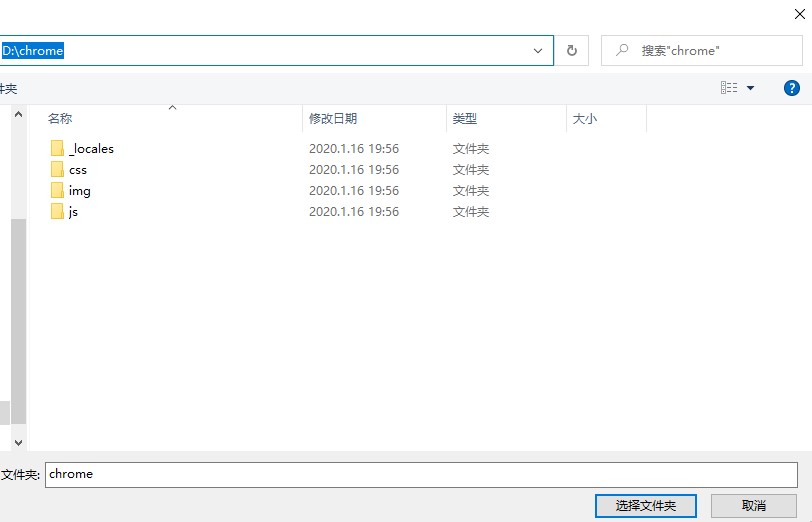 D:\chrome
搜索"chrome"
件夹
?
名称 修改日期 类型 大小
_locales 2020.1.16 19:56 文件夹
css 2020.1.16 19:56 文件夹
img 2020.1.16 19:56 文件夹
js 2020.1.16 19:56 文件夹
文件夹: chrome
选择文件夹 取消